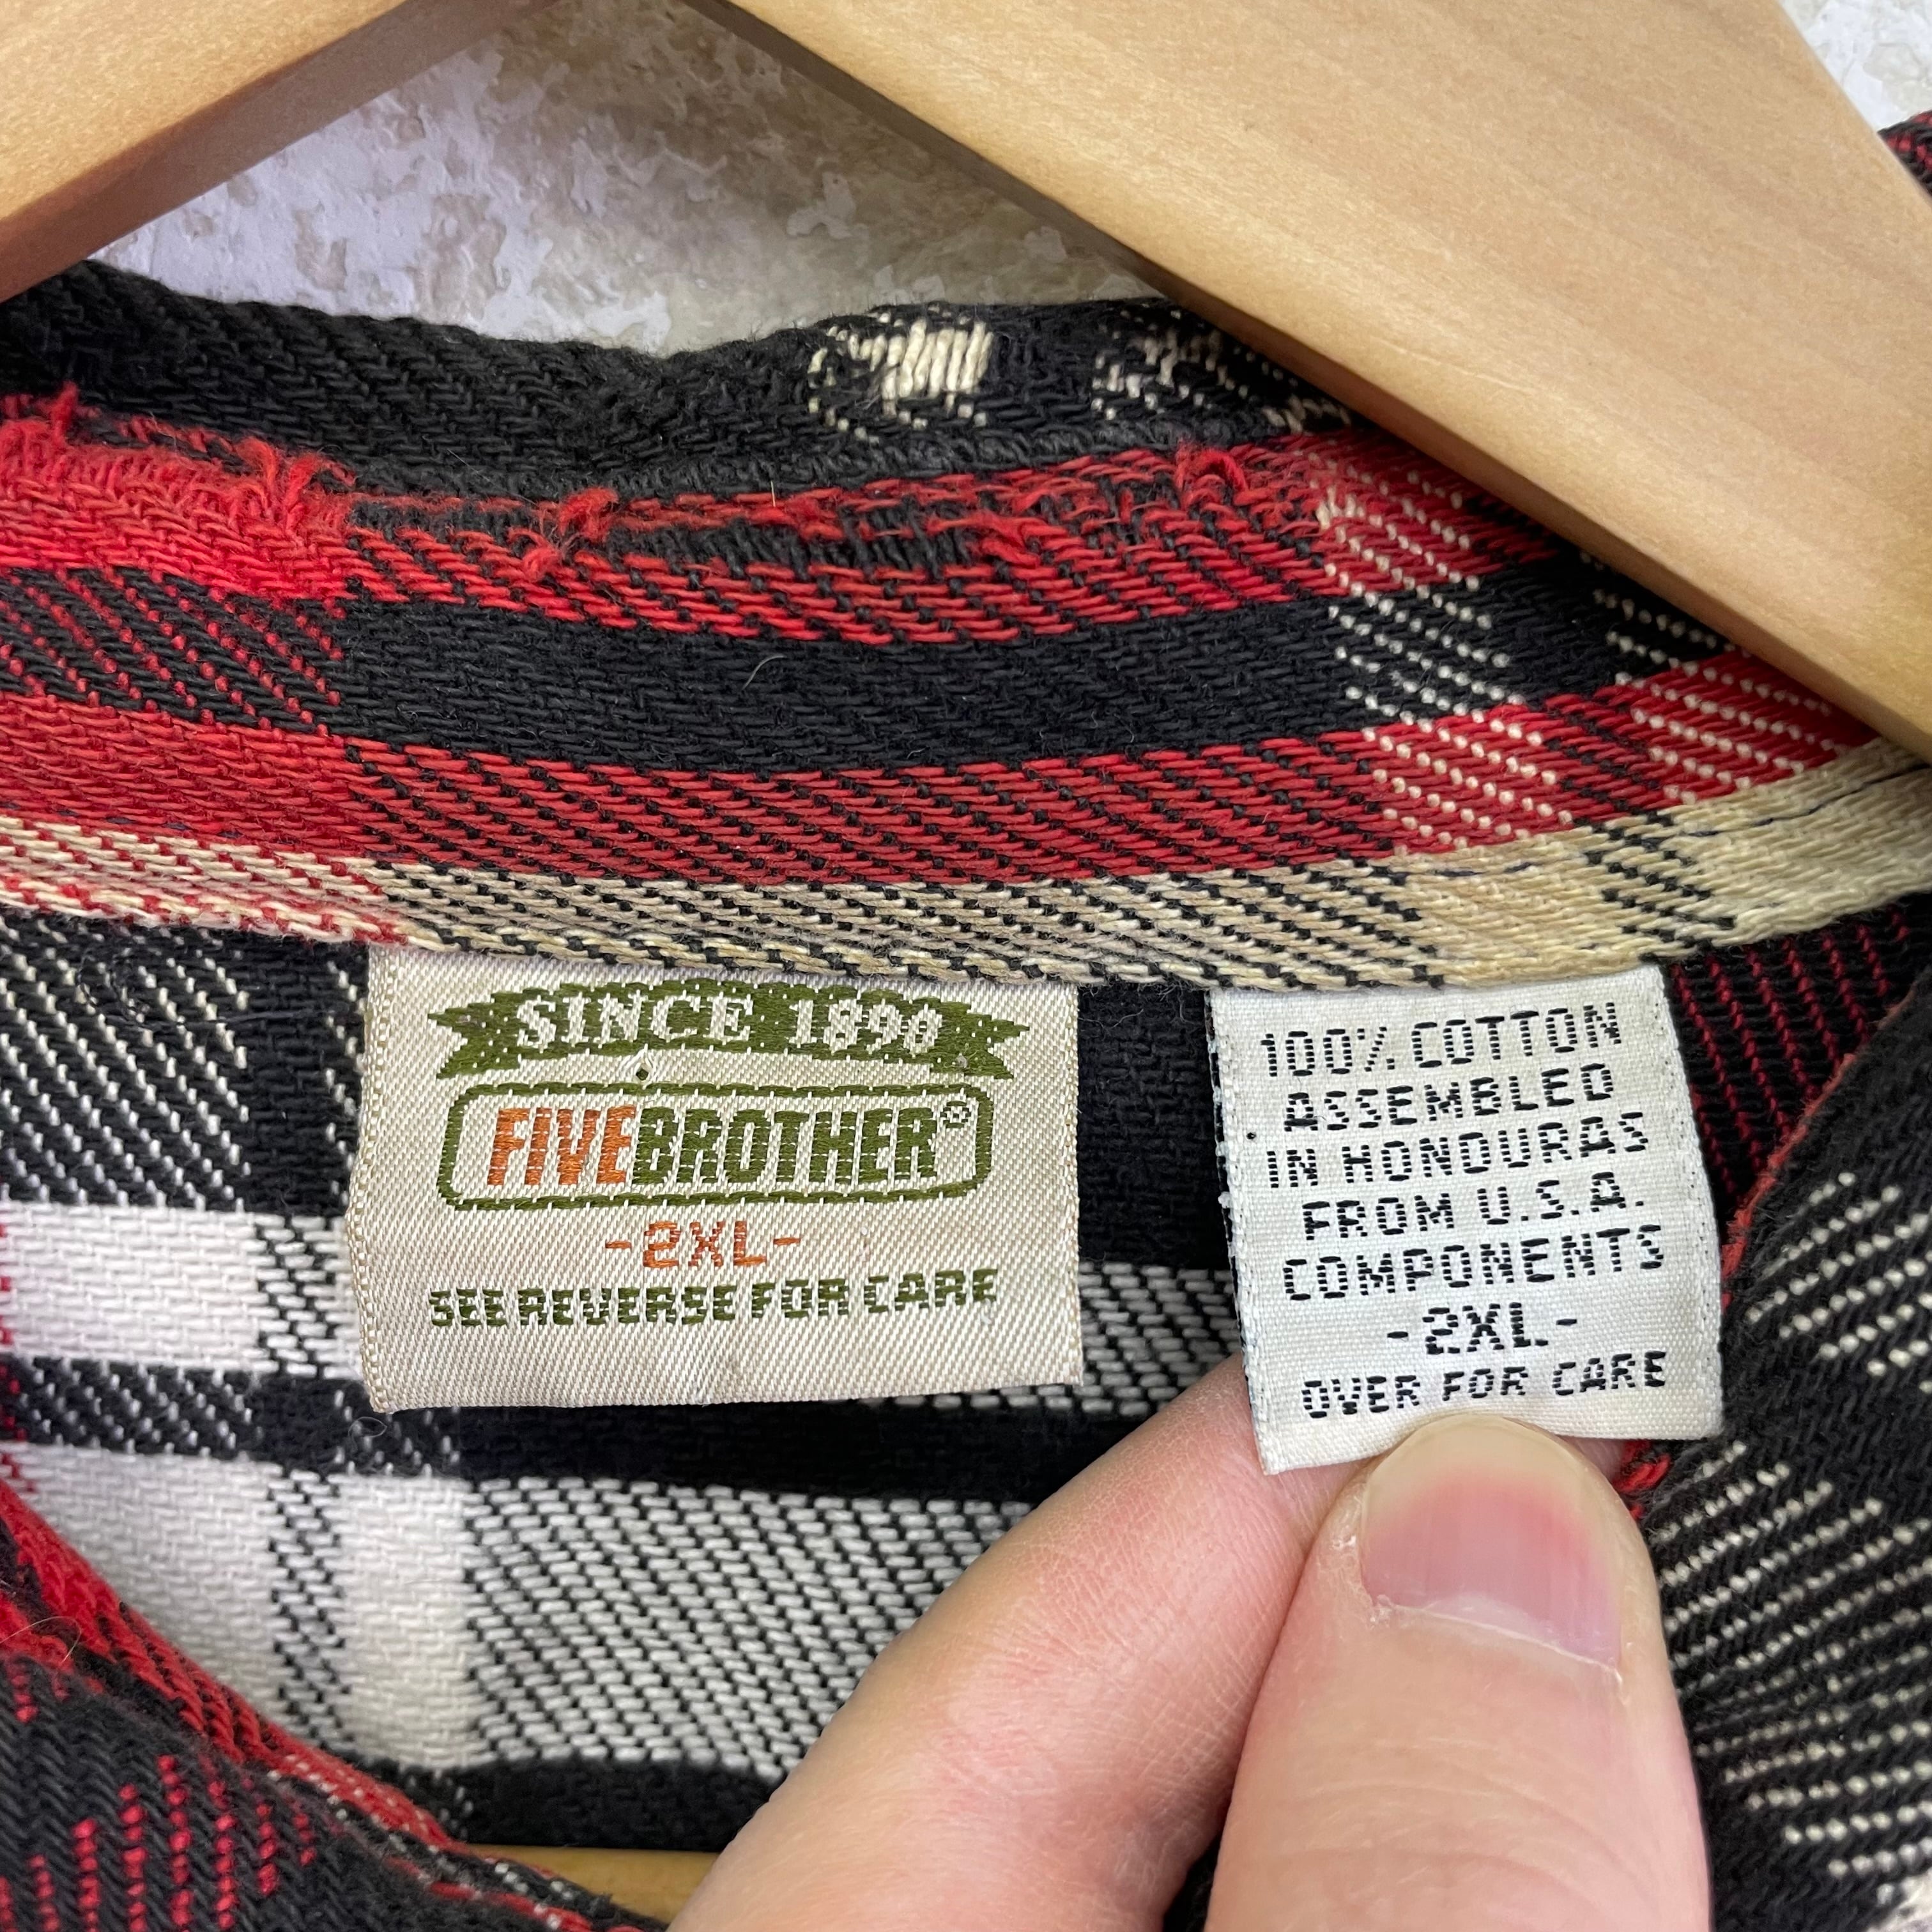 SINCE 1890
FIVEBROTHER®
-2XL-
SEE REVERSE FOR CARE
100% COTTON
ASSEMBLED
IN HONDURAS
FROM U.S.A.
COMPONENTS
-2XL-
OVER FOR CARE